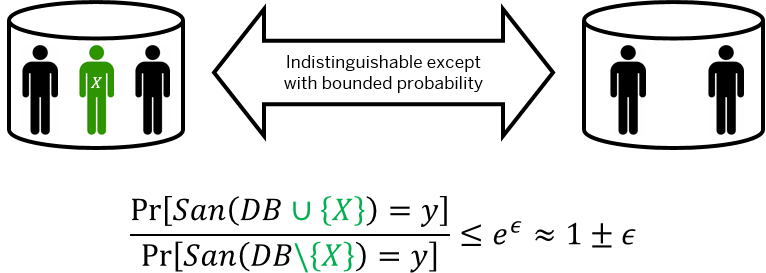 X
Indistinguishable except
with bounded probability
Pr[San(DB ∪ {X}) = y]
Pr[San(DB\{X}) = y]
≤ e^ϵ ≈ 1 ± ϵ